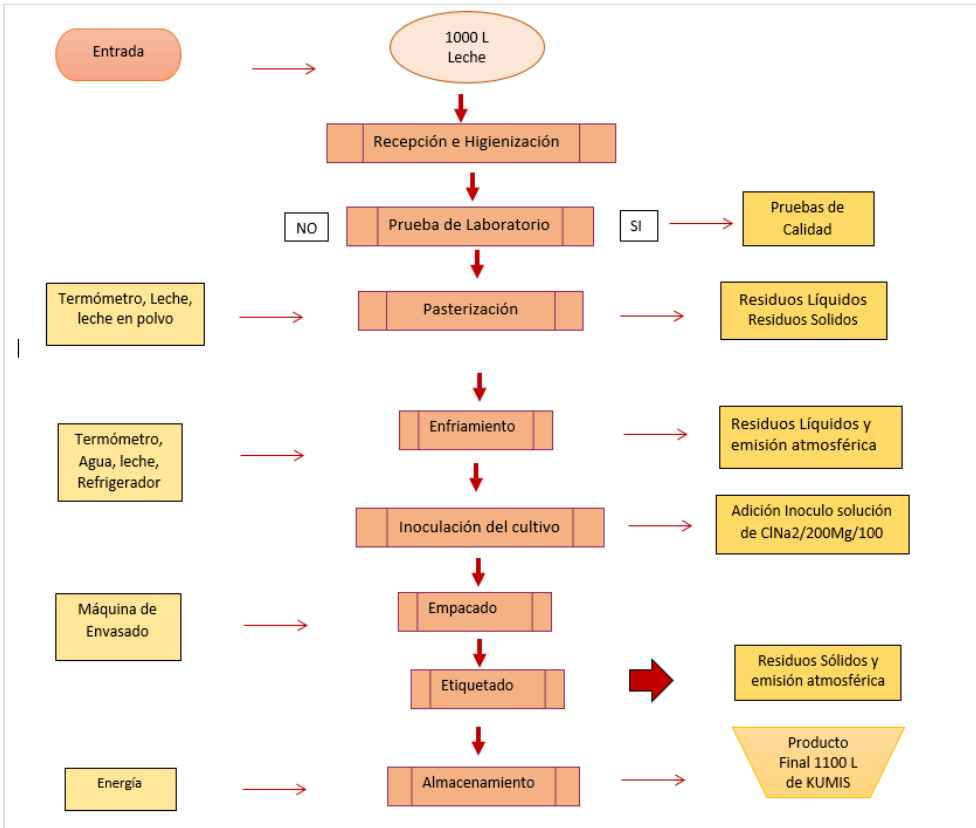 Entrada
1000 L
Leche
Recepción e Higienización
NO
Prueba de Laboratorio
SI
Pruebas de
Calidad
Termómetro, Leche,
leche en polvo
Pasterización
Residuos Líquidos
Residuos Solidos
Termómetro,
Agua, leche,
Refrigerador
Enfriamiento
Residuos Líquidos y
emisión atmosférica
Inoculación del cultivo
Adición Inoculo solución
de ClNa2/200Mg/100
Máquina de
Envasado
Empacado
Etiquetado
Residuos Sólidos y
emisión atmosférica
Energía
Almacenamiento
Producto
Final 1100 L
de KUMIS